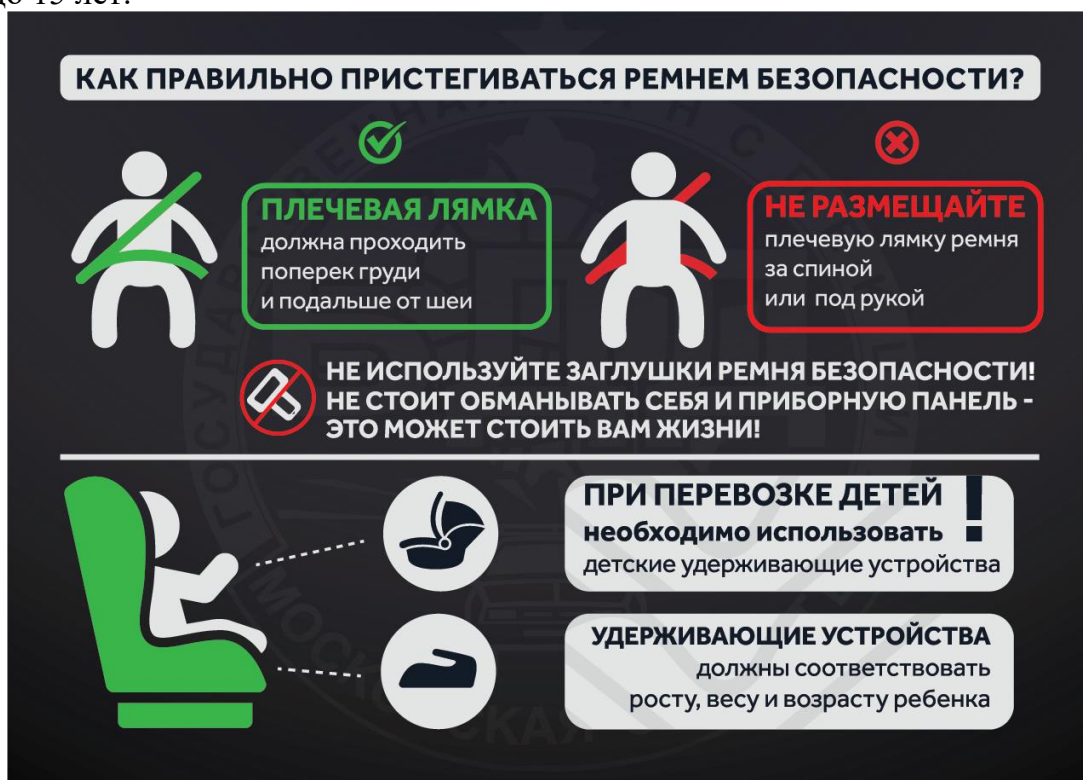 до 15 лет.
КАК ПРАВИЛЬНО ПРИСТЕГИВАТЬСЯ РЕМНЕМ БЕЗОПАСНОСТИ?
ПЛЕЧЕВАЯ ЛЯМКА
должна проходить
поперек груди
и подальше от шеи
НЕ РАЗМЕЩАЙТЕ
плечевую лямку ремня
за спиной
или под рукой
НЕ ИСПОЛЬЗУЙТЕ ЗАГЛУШКИ РЕМНЯ БЕЗОПАСНОСТИ!
НЕ СТОИТ ОБМАНЫВАТЬ СЕБЯ И ПРИБОРНУЮ ПАНЕЛЬ -
ЭТО МОЖЕТ СТОИТЬ ВАМ ЖИЗНИ!
ПРИ ПЕРЕВОЗКЕ ДЕТЕЙ !
необходимо использовать
детские удерживающие устройства
УДЕРЖИВАЮЩИЕ УСТРОЙСТВА
должны соответствовать
росту, весу и возрасту ребенка